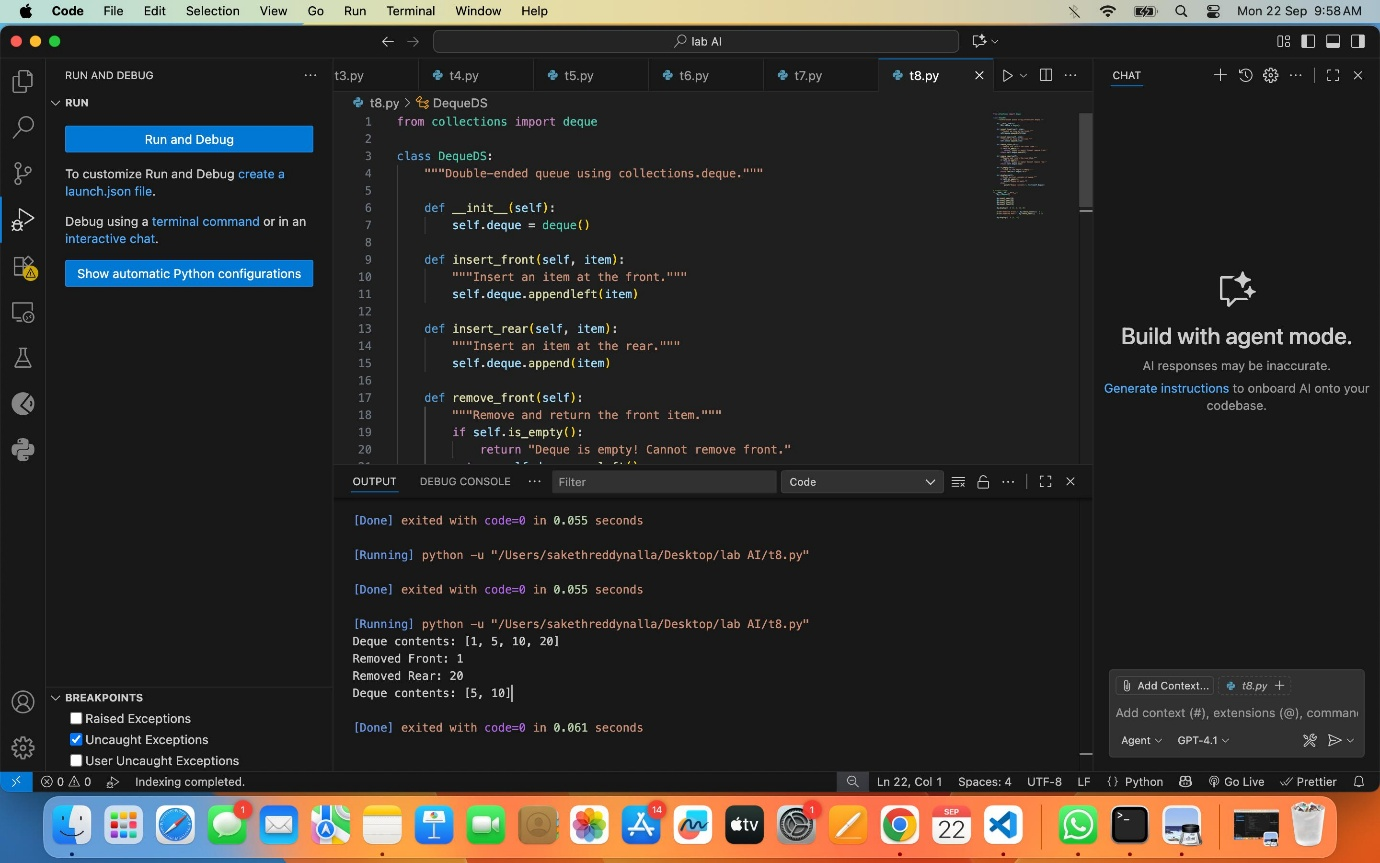 Code File Edit Selection View Go Run Terminal Window Help Mon 22 Sep 9:58 AM
lab AI
RUN AND DEBUG
RUN
Run and Debug
To customize Run and Debug create a
launch.json file.
Debug using a terminal command or in an
interactive chat.
Show automatic Python configurations
BREAKPOINTS
Raised Exceptions
Uncaught Exceptions
User Uncaught Exceptions
t3.py t4.py t5.py t6.py t7.py t8.py
t8.py > DequeDS
1 from collections import deque
2
3 class DequeDS:
4 """Double-ended queue using collections.deque."""
5
6 def __init__(self):
7 self.deque = deque()
8
9 def insert_front(self, item):
10 """Insert an item at the front."""
11 self.deque.appendleft(item)
12
13 def insert_rear(self, item):
14 """Insert an item at the rear."""
15 self.deque.append(item)
16
17 def remove_front(self):
18 """Remove and return the front item."""
19 if self.is_empty():
20 return "Deque is empty! Cannot remove front."
OUTPUT DEBUG CONSOLE Filter Code
[Done] exited with code=0 in 0.055 seconds
[Running] python -u "/Users/sakethreddynalla/Desktop/lab AI/t8.py"
[Done] exited with code=0 in 0.055 seconds
[Running] python -u "/Users/sakethreddynalla/Desktop/lab AI/t8.py"
Deque contents: [1, 5, 10, 20]
Removed Front: 1
Removed Rear: 20
Deque contents: [5, 10]
[Done] exited with code=0 in 0.061 seconds
CHAT
Build with agent mode.
AI responses may be inaccurate.
Generate instructions to onboard AI onto your
codebase.
Add Context... t8.py
Add context (#), extensions (@), comman
Agent GPT-4.1
0 0 Indexing completed. Ln 22, Col 1 Spaces: 4 UTF-8 LF {} Python Go Live Prettier
1 14 tv 1 SEP 22